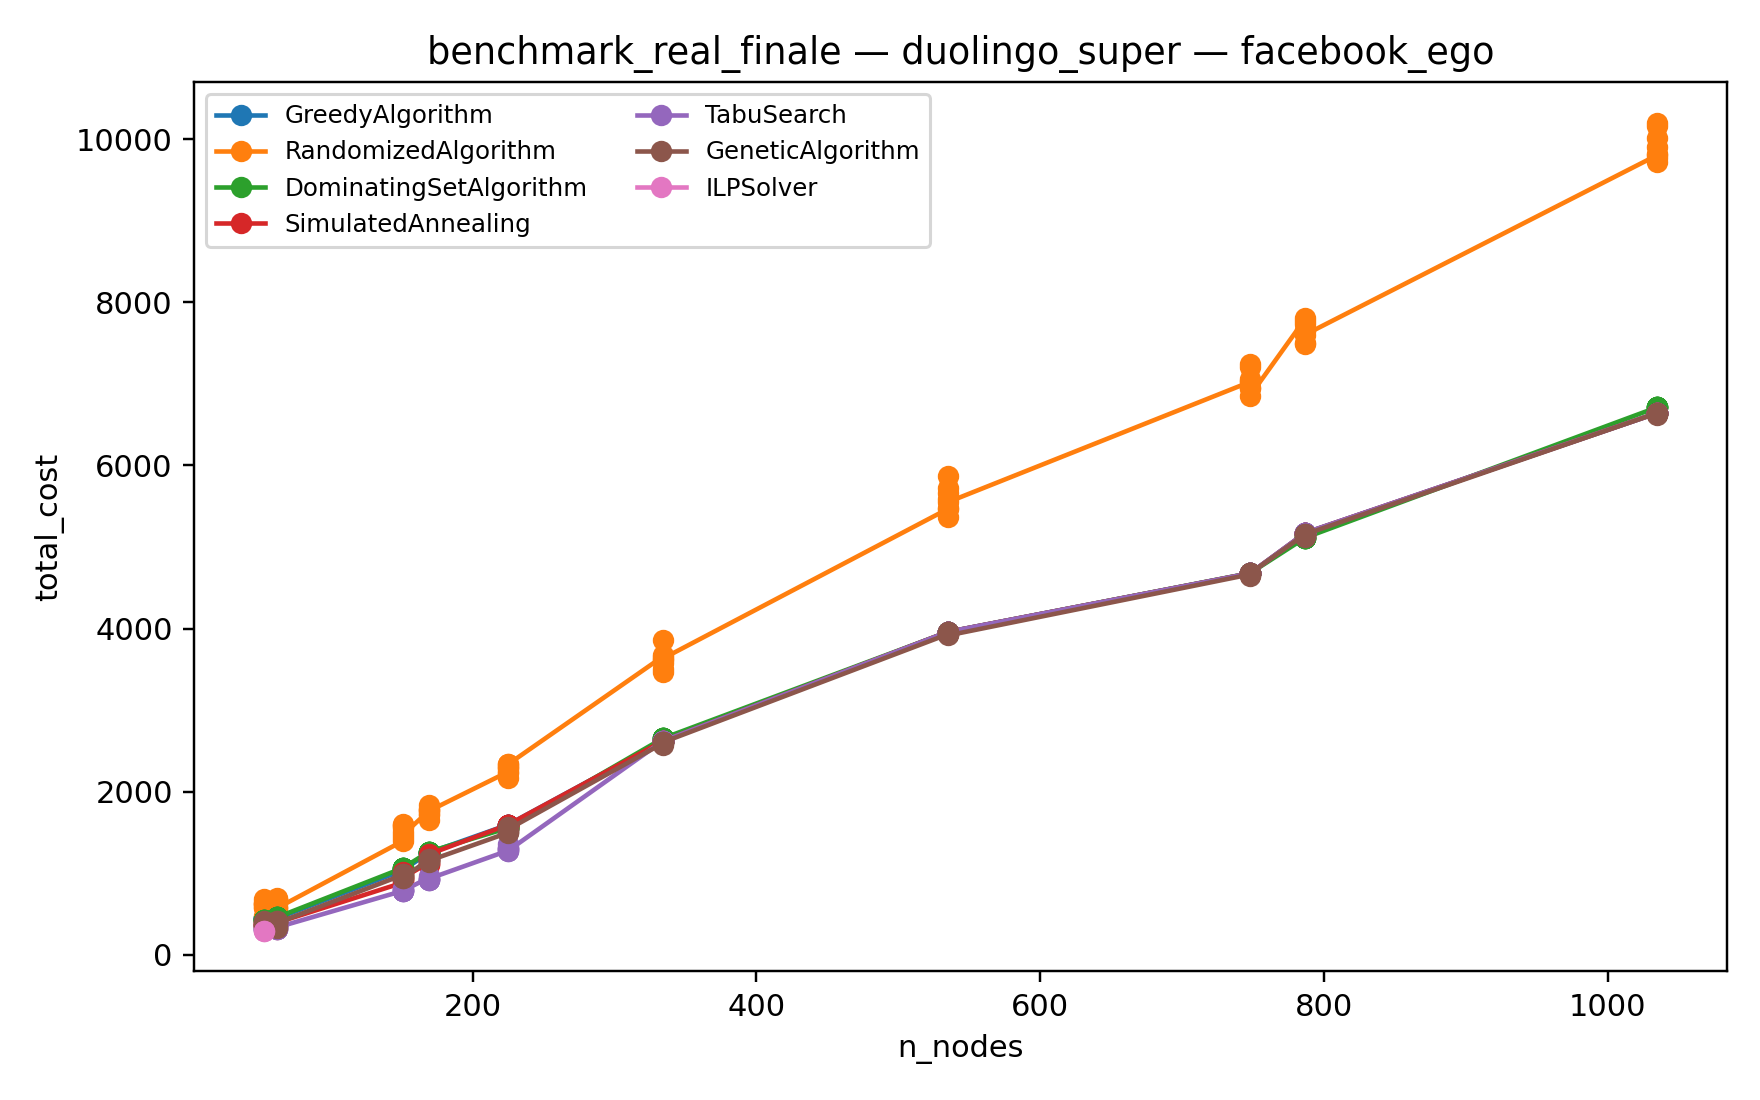 benchmark_real_finale — duolingo_super — facebook_ego
GreedyAlgorithm
RandomizedAlgorithm
DominatingSetAlgorithm
SimulatedAnnealing
TabuSearch
GeneticAlgorithm
ILPSolver
total_cost
10000
8000
6000
4000
2000
0
200
400
600
800
1000
n_nodes